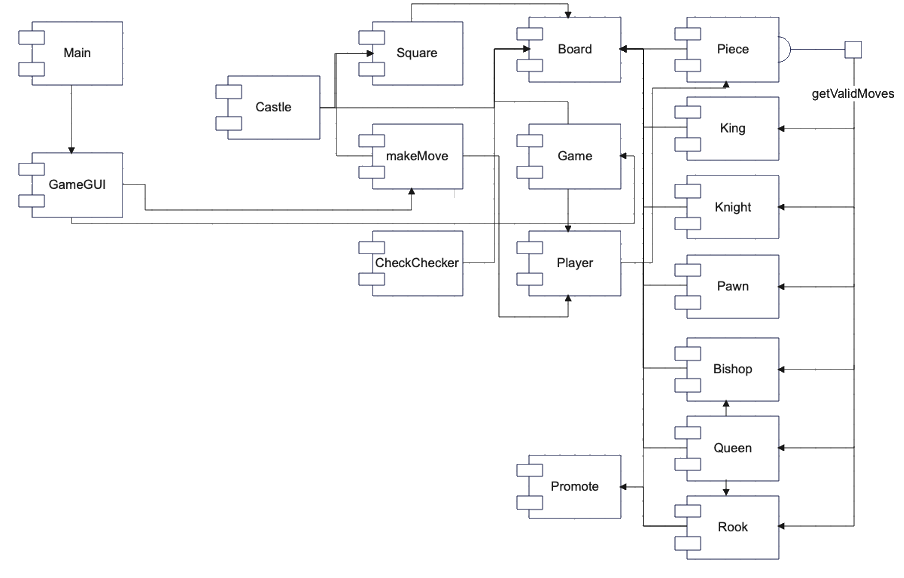 Main
Square
Board
Piece
getValidMoves
Castle
King
makeMove
Game
GameGUI
Knight
CheckChecker
Player
Pawn
Bishop
Queen
Promote
Rook